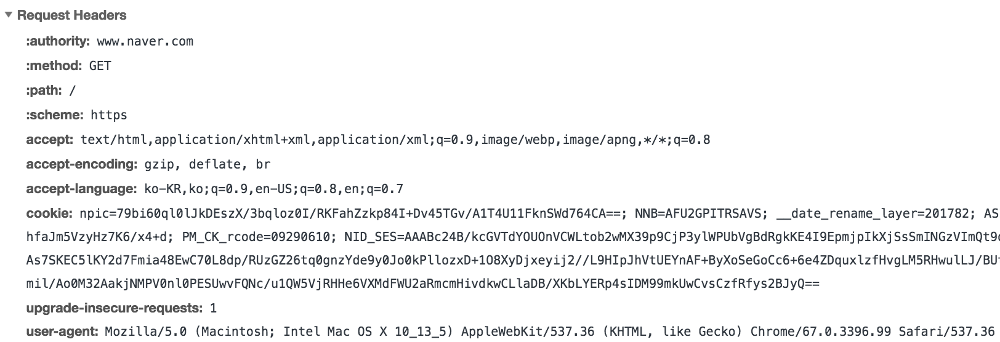 Request Headers
:authority: www.naver.com
:method: GET
:path: /
:scheme: https
accept: text/html,application/xhtml+xml,application/xml;q=0.9,image/webp,image/apng,*/*;q=0.8
accept-encoding: gzip, deflate, br
accept-language: ko-KR,ko;q=0.9,en-US;q=0.8,en;q=0.7
cookie: npic=79bi60ql0lJkDEszX/3bqloz0I/RKFahZzkp84I+Dv45TGv/A1T4U11FknSWd764CA==; NNB=AFU2GPITRSAVS; __date_rename_layer=201782; AS
hfaJm5VzyHz7K6/x4+d; PM_CK_rcode=09290610; NID_SES=AAABc24B/kcGVTdYOUOnVCWLtob2wMX39p9CjP3ylWPUbVgBdRgkKE4I9EpmjpIkXjSsSmINGzVImQt9
As7SKEC5lKY2d7Fmia48EwC70L8dp/RUzGZ26tq0gnzYde9y0Jo0kPllozxD+1O8XyDjxeyij2//L9HIpJhVtUEYnAF+ByXoSeGoCc6+6e4ZDquxlzfHvgLM5RHwulLJ/BU
mil/Ao0M32AakjNMPV0nl0PESUwvFQNc/u1QW5VjRHHe6VXMdFWU2aRmcmHivdkwCLlaDB/XKbLYERp4sIDM99mkUwCvsCzfRfys2BJyQ==
upgrade-insecure-requests: 1
user-agent: Mozilla/5.0 (Macintosh; Intel Mac OS X 10_13_5) AppleWebKit/537.36 (KHTML, like Gecko) Chrome/67.0.3396.99 Safari/537.36